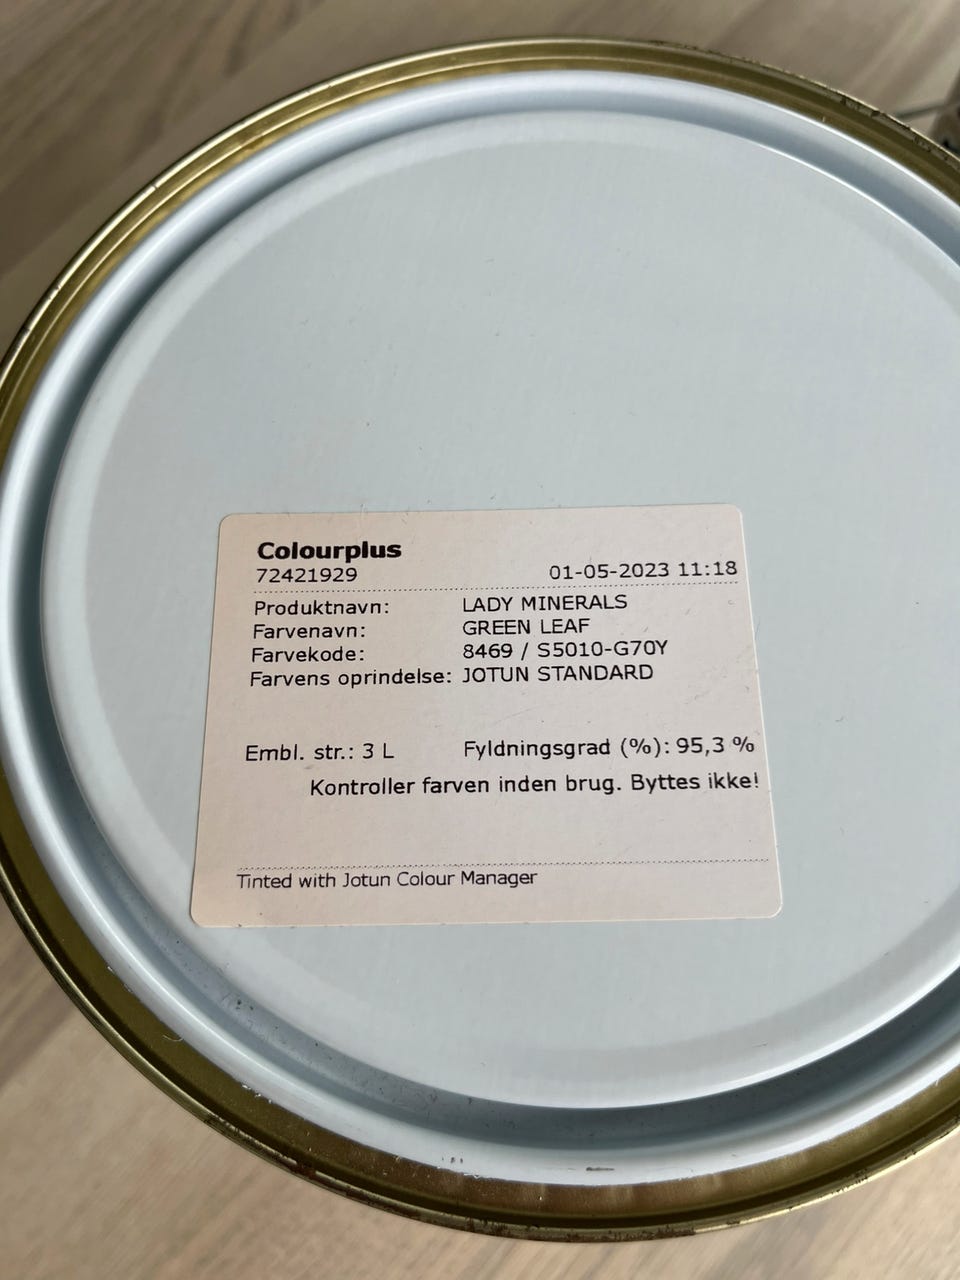 Colourplus
72421929 01-05-2023 11:18
Produktnavn: LADY MINERALS
Farvenavn: GREEN LEAF
Farvekode: 8469 / S5010-G70Y
Farvens oprindelse: JOTUN STANDARD
Embl. str.: 3 L Fyldningsgrad (%): 95,3 %
Kontroller farven inden brug. Byttes ikke!
Tinted with Jotun Colour Manager